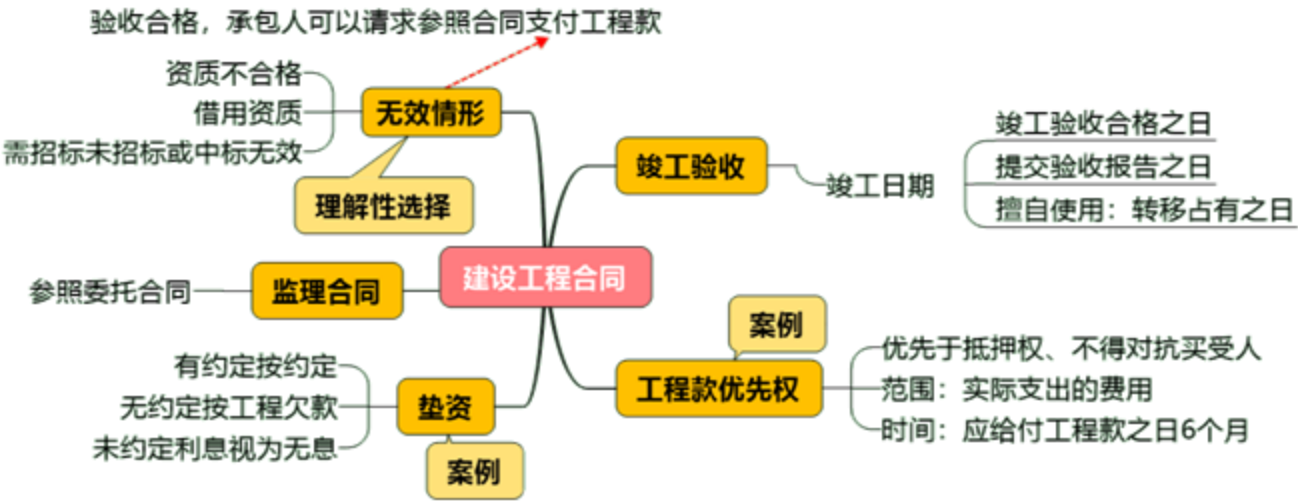 验收合格，承包人可以请求参照合同支付工程款
资质不合格
借用资质
需招标未招标或中标无效
无效情形
理解性选择
竣工验收
竣工日期
竣工验收合格之日
提交验收报告之日
擅自使用：转移占有之日
建设工程合同
监理合同
参照委托合同
案例
工程款优先权
优先于抵押权、不得对抗买受人
范围：实际支出的费用
时间：应给付工程款之日6个月
有约定按约定
无约定按工程欠款
未约定利息视为无息
垫资
案例